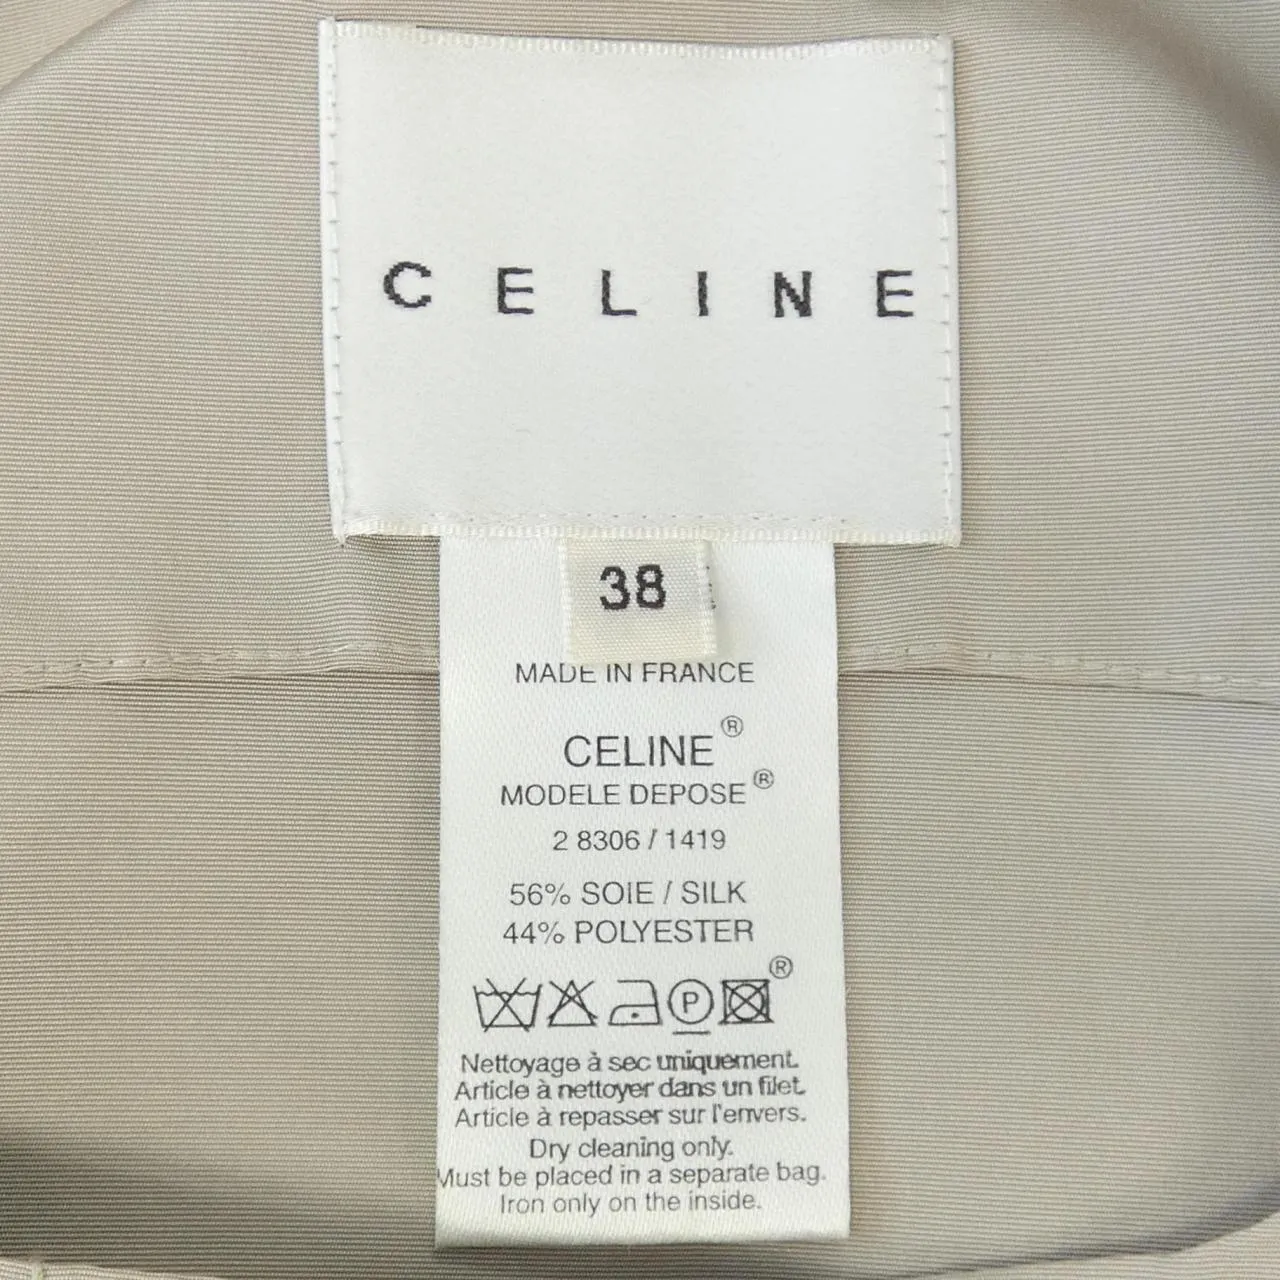 CELINE
38
MADE IN FRANCE
CELINE®
MODELE DEPOSE®
2 8306 / 1419
56% SOIE / SILK
44% POLYESTER
P ®
Nettoyage à sec uniquement.
Article à nettoyer dans un filet.
Article à repasser sur l'envers.
Dry cleaning only.
Must be placed in a separate bag.
Iron only on the inside.